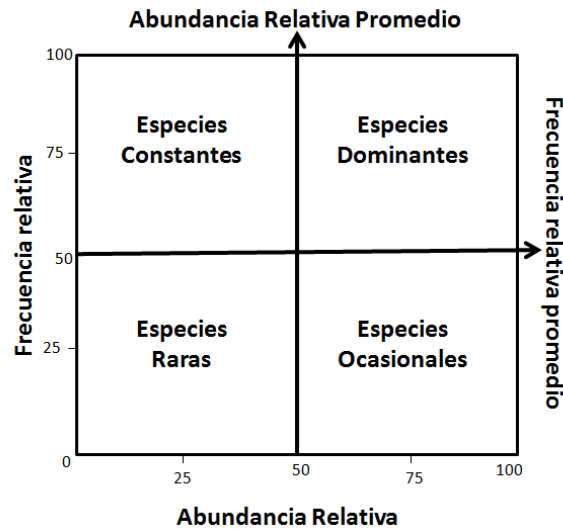 Abundancia Relativa Promedio
100
Especies
Constantes
Especies
Dominantes
75
Frecuencia relativa
Frecuencia relativa promedio
50
Especies
Raras
Especies
Ocasionales
25
0
25
50
75
100
Abundancia Relativa